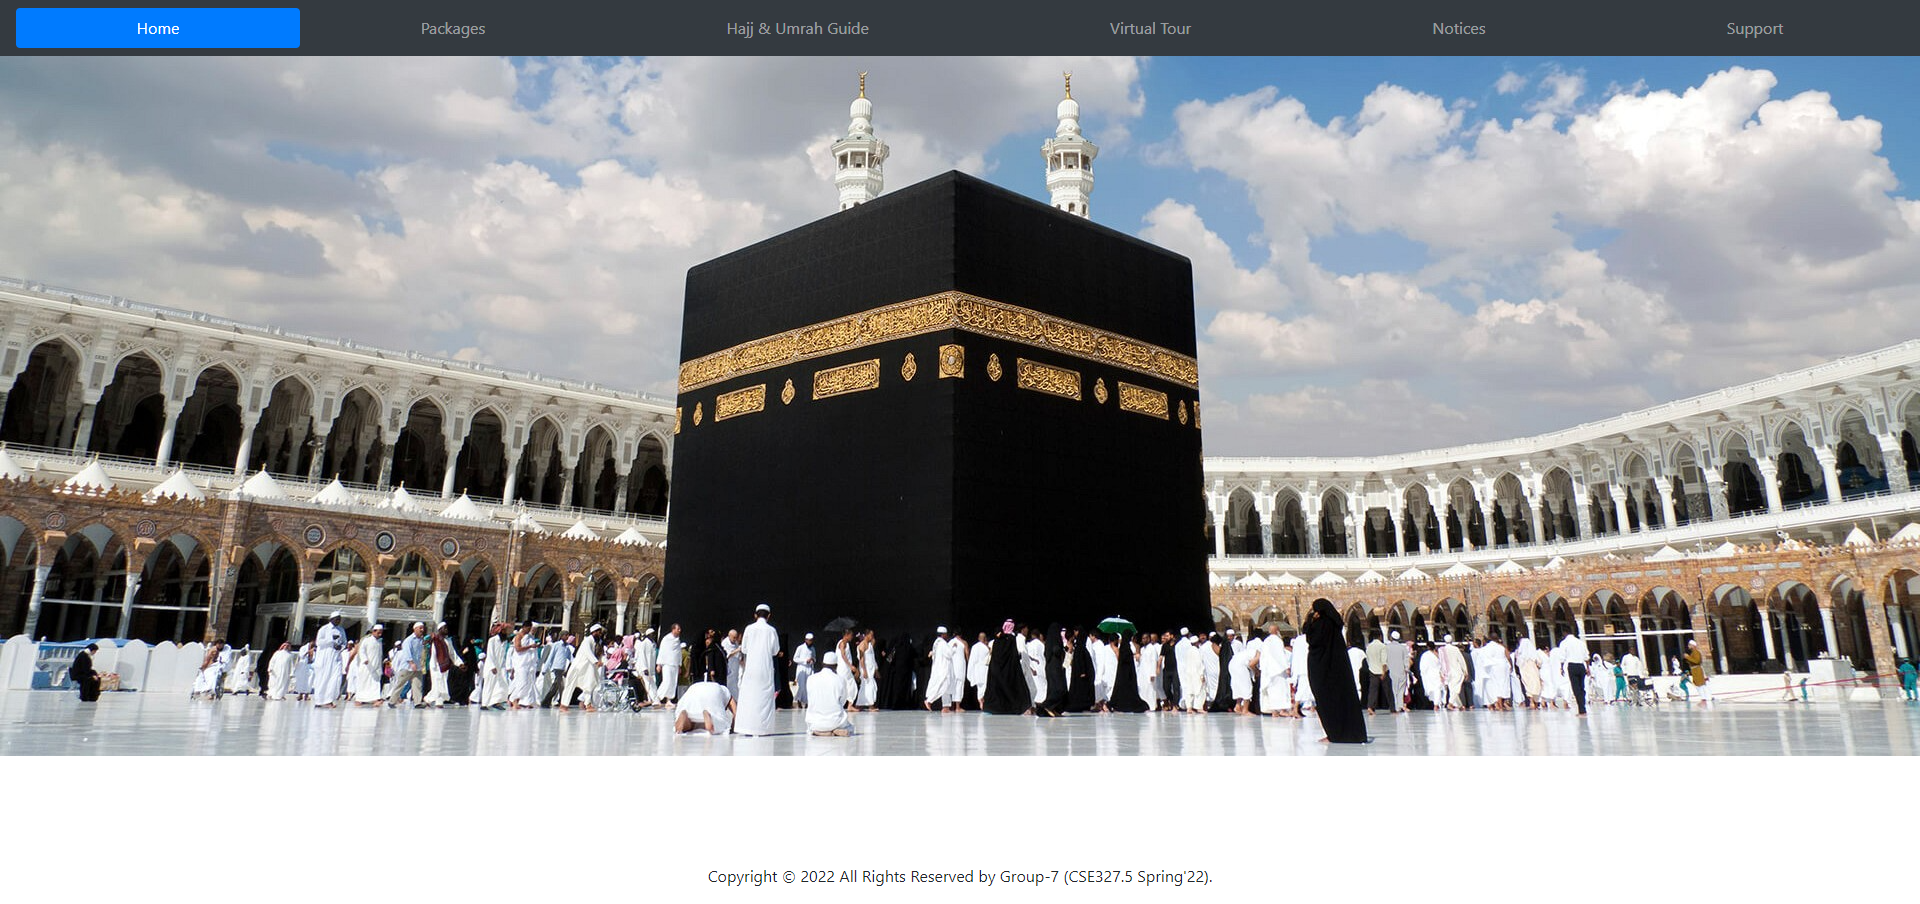 Home
Packages
Hajj & Umrah Guide
Virtual Tour
Notices
Support
Copyright © 2022 All Rights Reserved by Group-7 (CSE327.5 Spring'22).